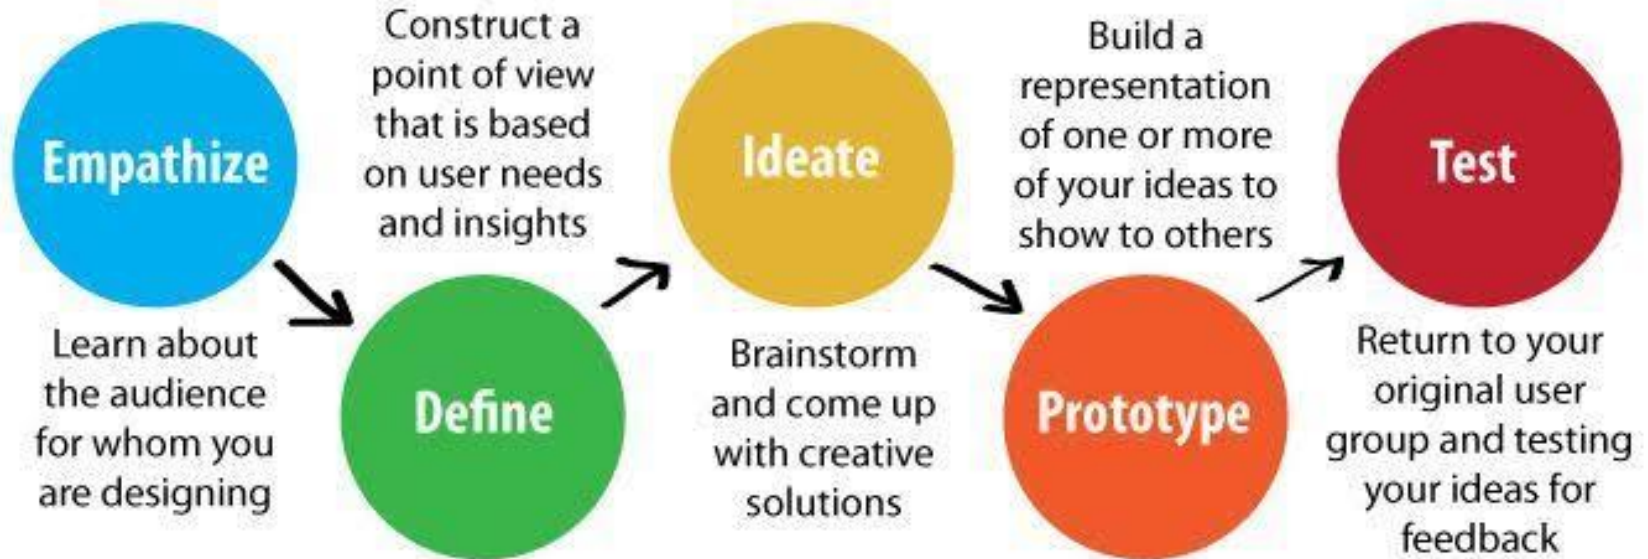 Empathize
Learn about
the audience
for whom you
are designing
Construct a
point of view
that is based
on user needs
and insights
Define
Ideate
Brainstorm
and come up
with creative
solutions
Build a
representation
of one or more
of your ideas to
show to others
Prototype
Test
Return to your
original user
group and testing
your ideas for
feedback